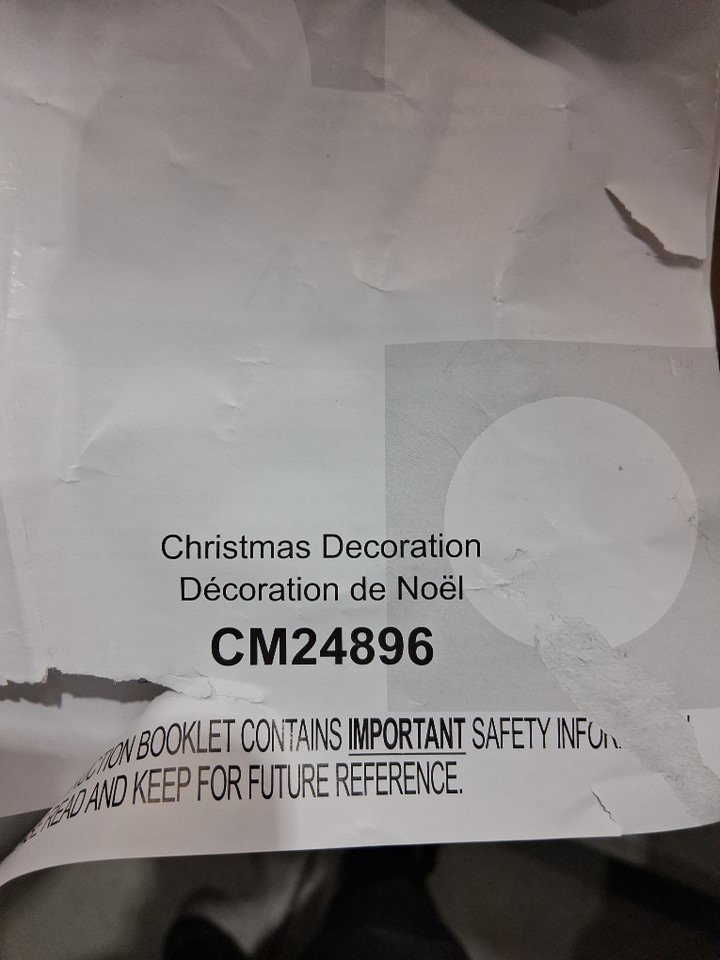 Christmas Decoration
Décoration de Noël
CM24896
BOOKLET CONTAINS IMPORTANT SAFETY
READ AND KEEP FOR FUTURE REFERENCE.